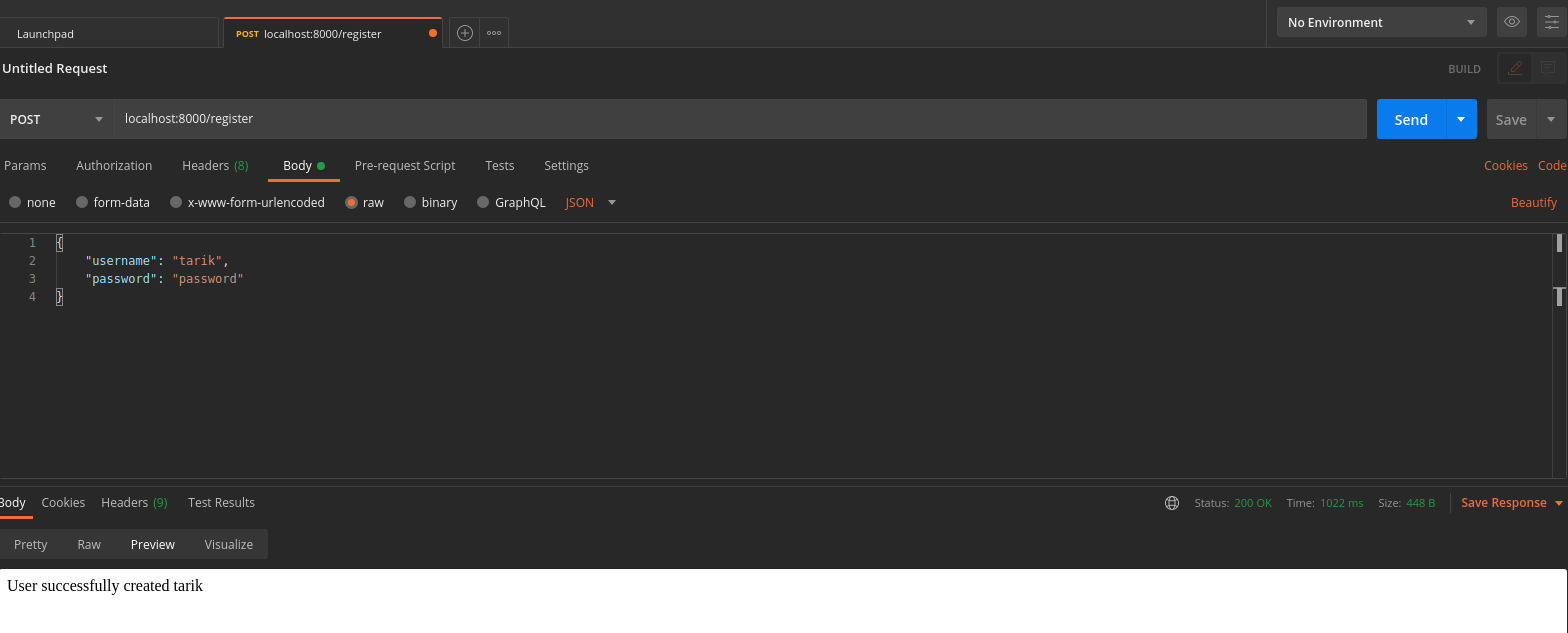 Launchpad
POST localhost:8000/register
No Environment
Untitled Request
BUILD
POST localhost:8000/register
Send
Save
Params Authorization Headers (8) Body Pre-request Script Tests Settings Cookies Code
none form-data x-www-form-urlencoded raw binary GraphQL JSON Beautify
1 {
2 "username": "tarik",
3 "password": "password"
4 }
Body Cookies Headers (9) Test Results Status: 200 OK Time: 1022 ms Size: 448 B Save Response
Pretty Raw Preview Visualize
User successfully created tarik